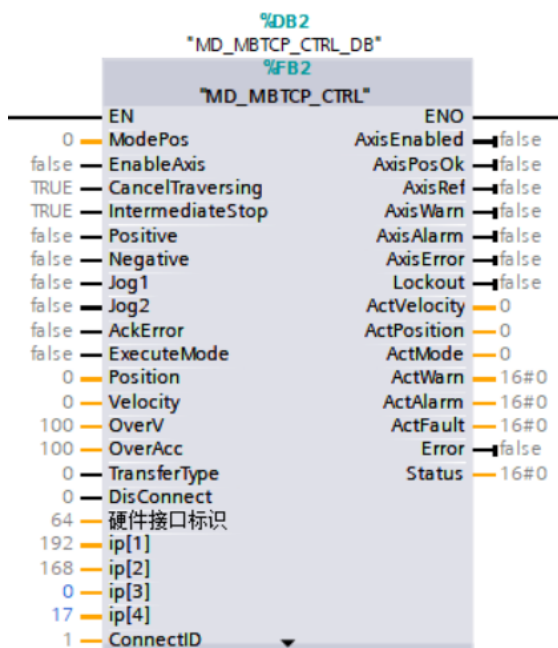 %DB2
"MD_MBTCP_CTRL_DB"
%FB2
"MD_MBTCP_CTRL"
EN ENO
0 ModePos AxisEnabled false
false EnableAxis AxisPosOk false
TRUE CancelTraversing AxisRef false
TRUE IntermediateStop AxisWarn false
false Positive AxisAlarm false
false Negative AxisError false
false Jog1 Lockout false
false Jog2 ActVelocity 0
false AckError ActPosition 0
false ExecuteMode ActMode 0
0 Position ActWarn 16#0
0 Velocity ActAlarm 16#0
100 OverV ActFault 16#0
100 OverAcc Error false
0 TransferType Status 16#0
0 DisConnect
64 硬件接口标识
192 ip[1]
168 ip[2]
0 ip[3]
17 ip[4]
1 ConnectID